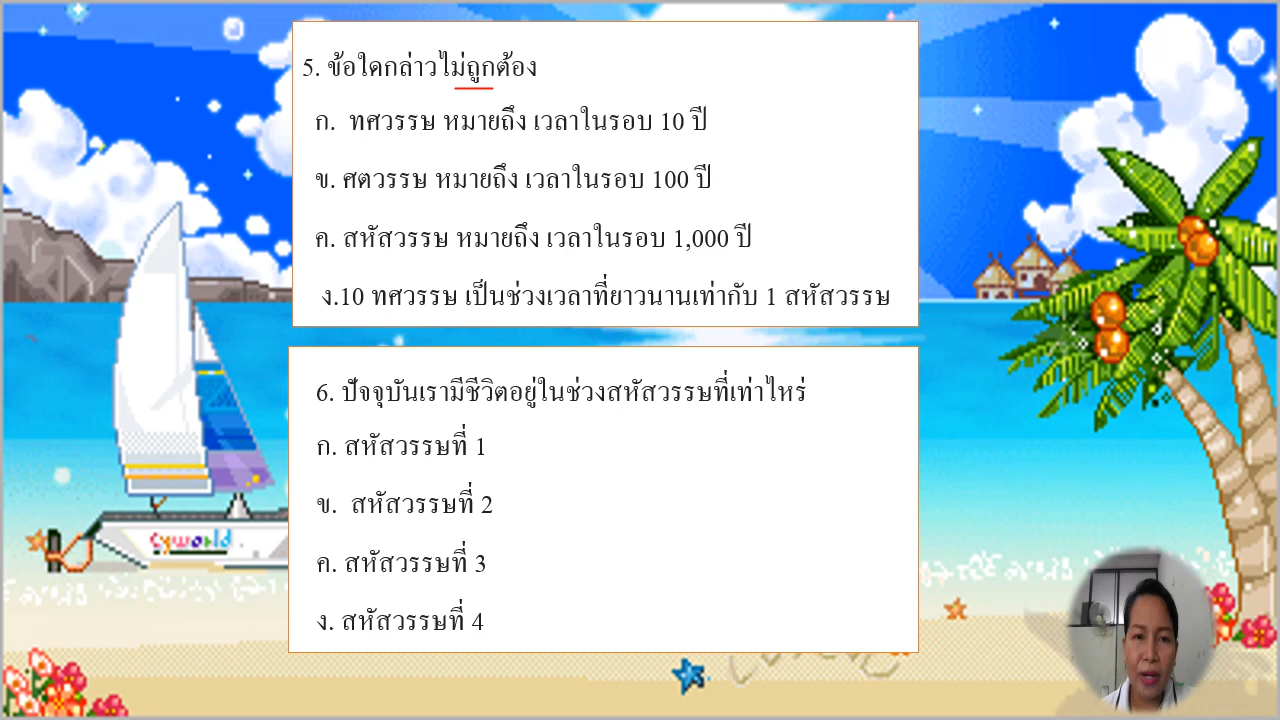 5. ข้อใดกล่าวไม่ถูกต้อง
ก. ทศวรรษ หมายถึง เวลาในรอบ 10 ปี
ข. ศตวรรษ หมายถึง เวลาในรอบ 100 ปี
ค. สหัสวรรษ หมายถึง เวลาในรอบ 1,000 ปี
ง.10 ทศวรรษ เป็นช่วงเวลาที่ยาวนานเท่ากับ 1 สหัสวรรษ
6. ปัจจุบันเรามีชีวิตอยู่ในช่วงสหัสวรรษที่เท่าไหร่
ก. สหัสวรรษที่ 1
ข. สหัสวรรษที่ 2
ค. สหัสวรรษที่ 3
ง. สหัสวรรษที่ 4
cyworld